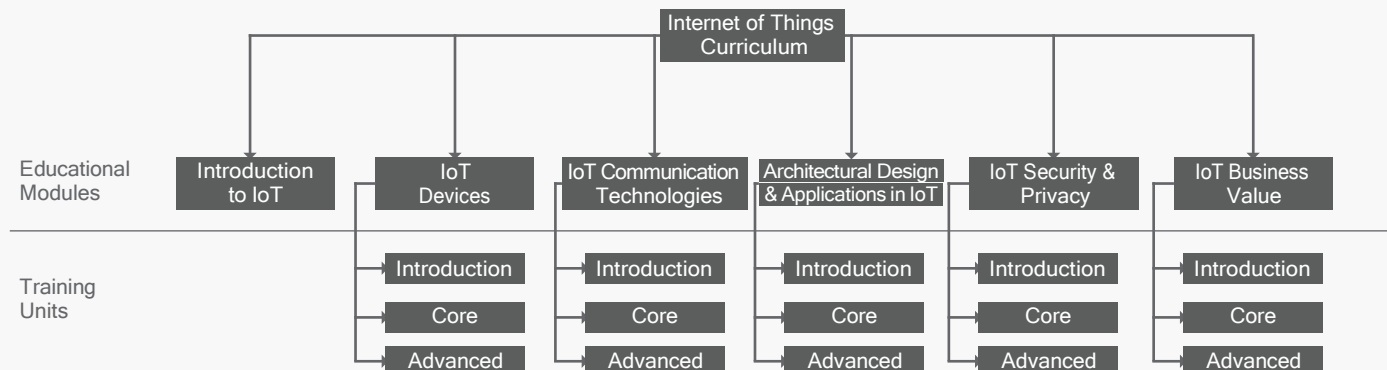 Internet of Things
Curriculum
Educational
Modules
Introduction
to IoT
IoT
Devices
IoT Communication
Technologies
Architectural Design
& Applications in IoT
IoT Security &
Privacy
IoT Business
Value
Training
Units
Introduction
Introduction
Introduction
Introduction
Introduction
Core
Core
Core
Core
Core
Advanced
Advanced
Advanced
Advanced
Advanced